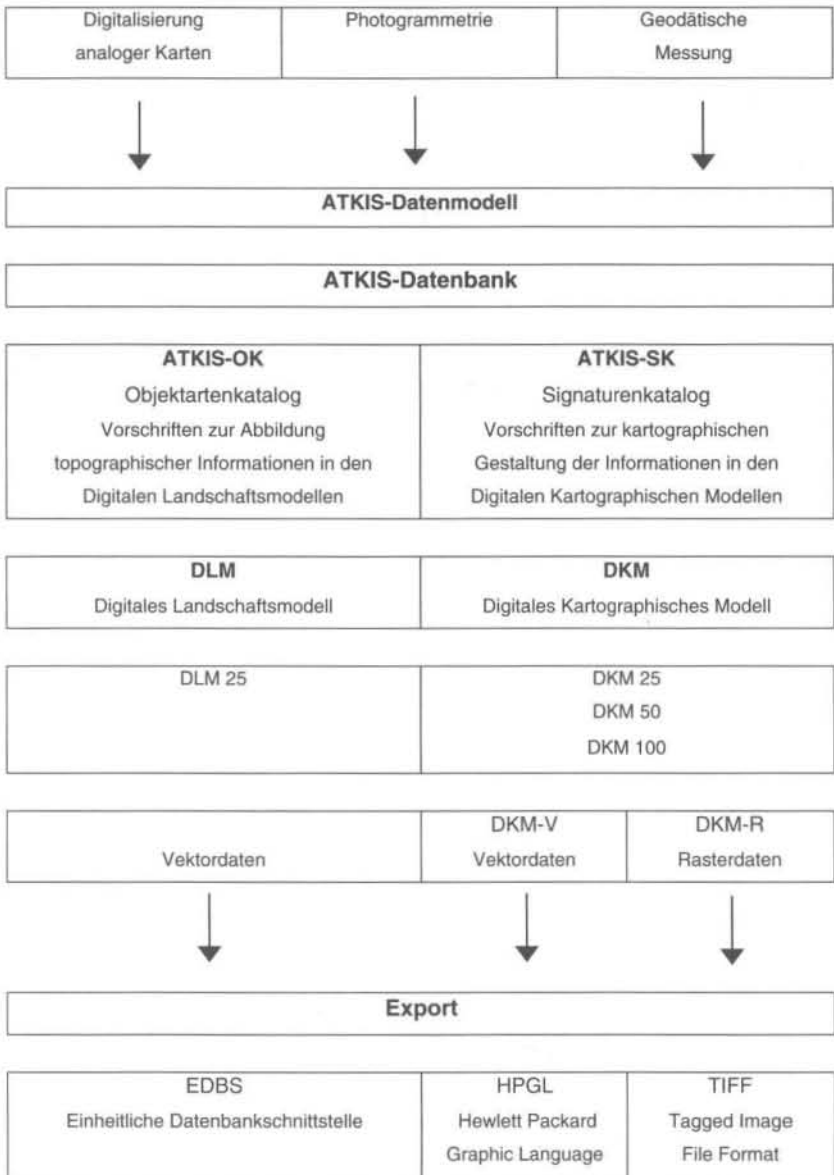 Digitalisierung
analoger Karten
Photogrammetrie
Geodätische
Messung
ATKIS-Datenmodell
ATKIS-Datenbank
ATKIS-OK
Objektartenkatalog
Vorschriften zur Abbildung
topographischer Informationen in den
Digitalen Landschaftsmodellen
ATKIS-SK
Signaturenkatalog
Vorschriften zur kartographischen
Gestaltung der Informationen in den
Digitalen Kartographischen Modellen
DLM
Digitales Landschaftsmodell
DKM
Digitales Kartographisches Modell
DLM 25
DKM 25
DKM 50
DKM 100
Vektordaten
DKM-V
Vektordaten
DKM-R
Rasterdaten
Export
EDBS
Einheitliche Datenbankschnittstelle
HPGL
Hewlett Packard
Graphic Language
TIFF
Tagged Image
File Format